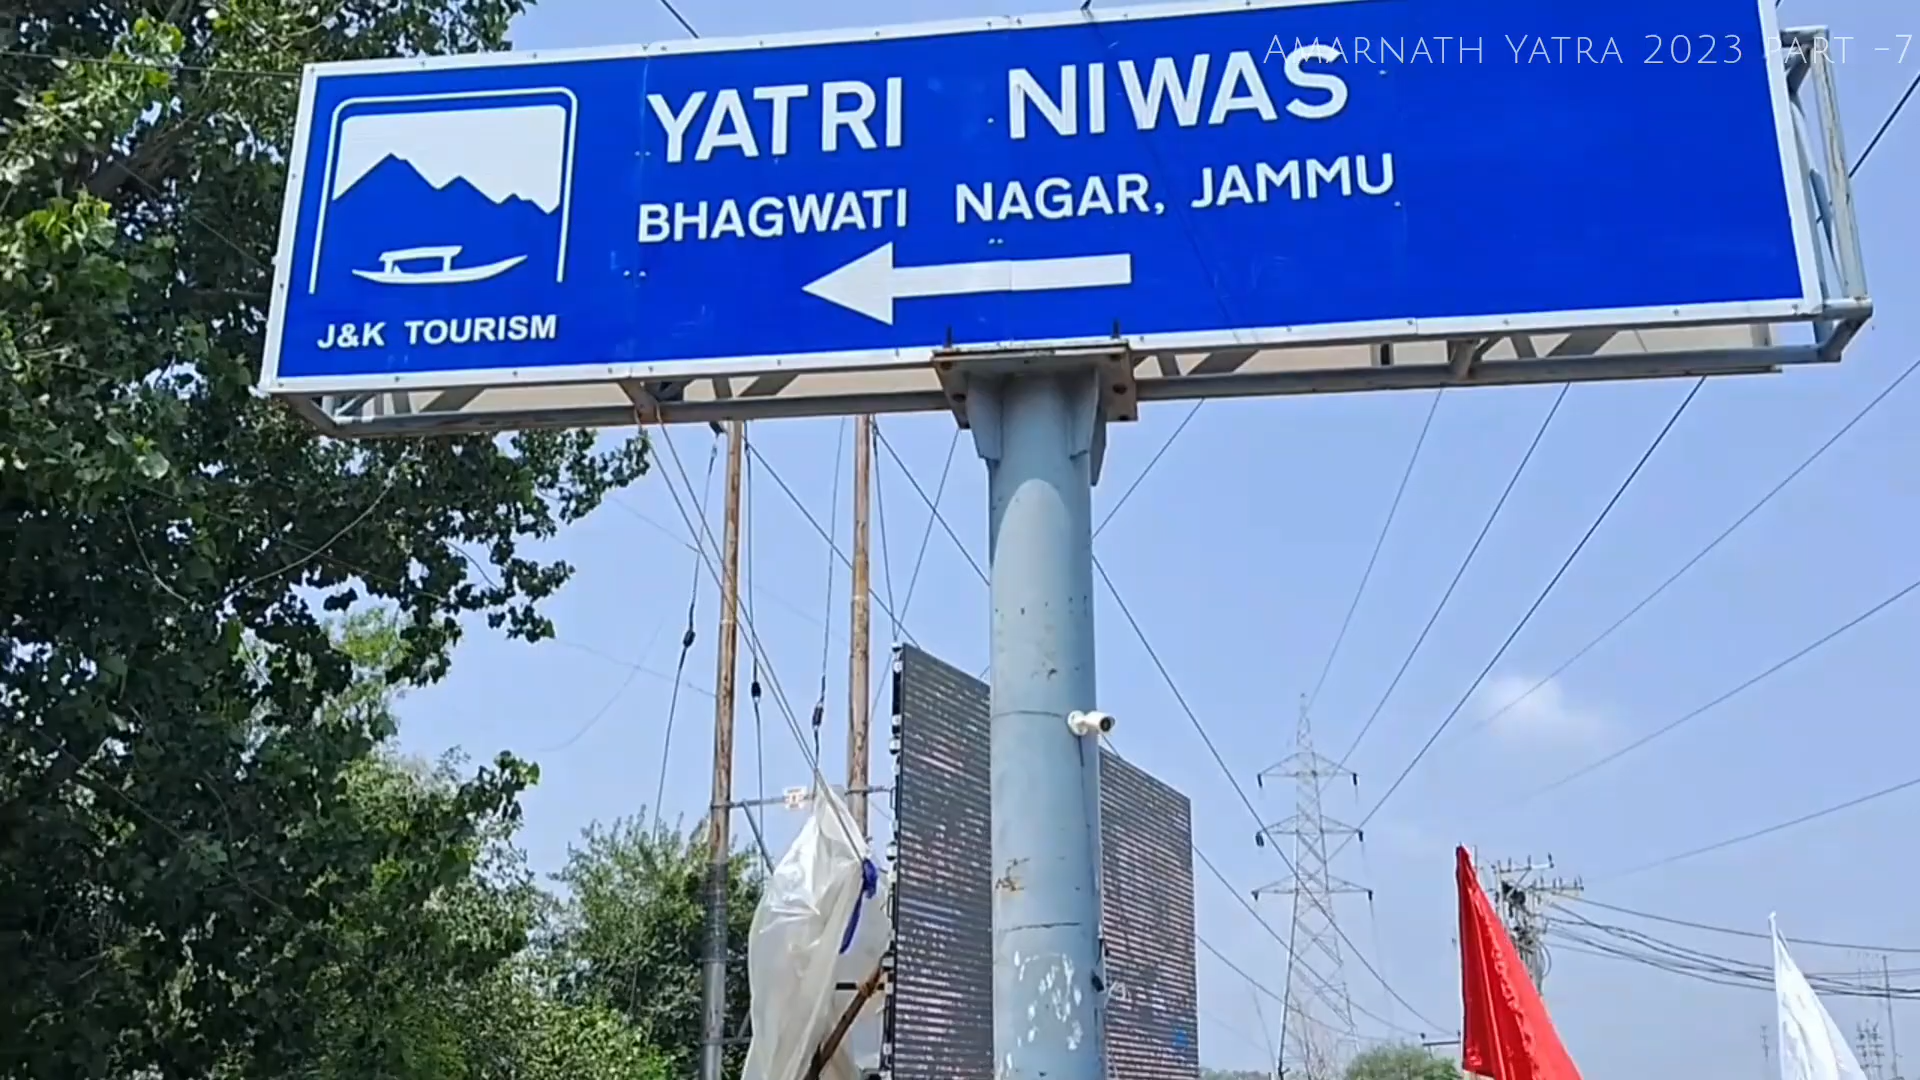 AMARNATH YATRA 2023 PART -7
YATRI NIWAS
BHAGWATI NAGAR, JAMMU
J&K TOURISM